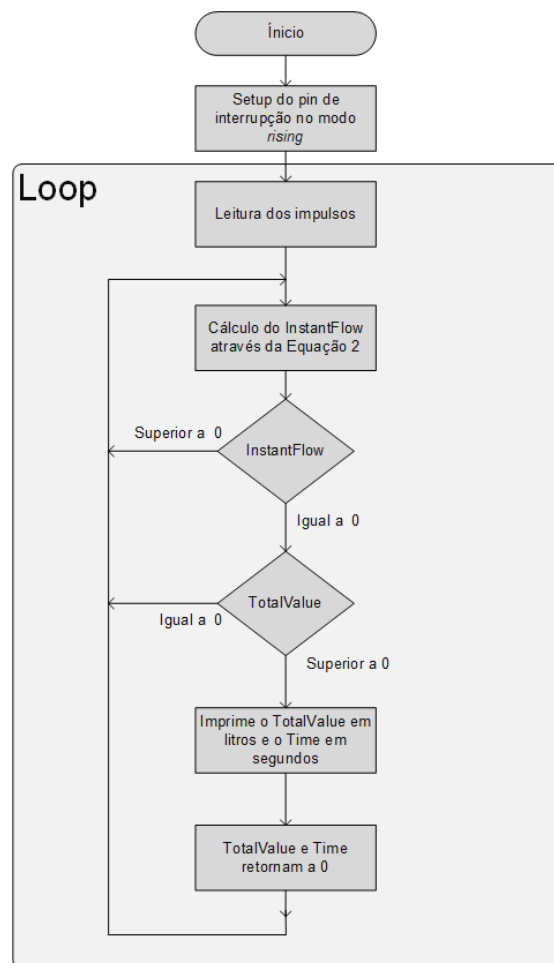 Ínicio
Setup do pin de
interrupção no modo
rising
Loop
Leitura dos impulsos
Cálculo do InstantFlow
através da Equação 2
Superior a 0
InstantFlow
Igual a 0
TotalValue
Igual a 0
Superior a 0
Imprime o TotalValue em
litros e o Time em
segundos
TotalValue e Time
retornam a 0